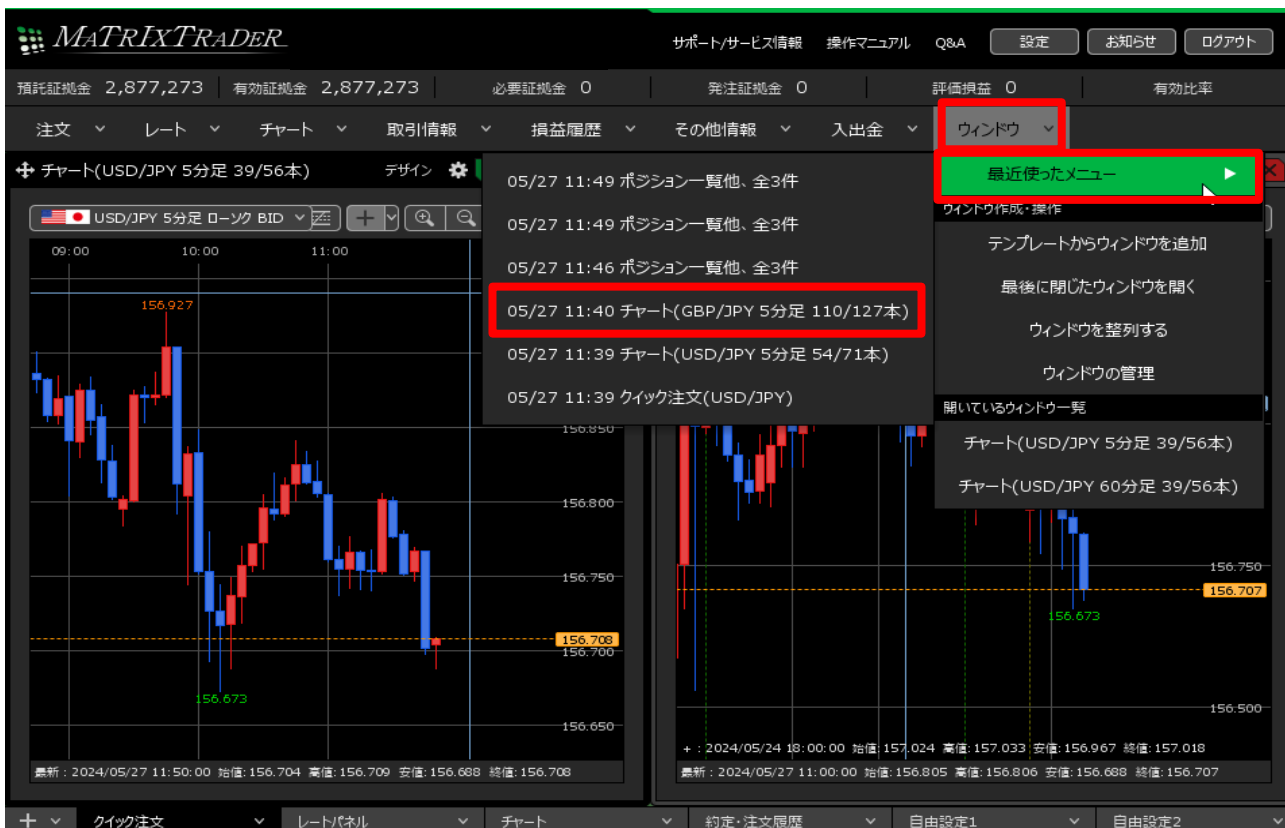 MATRIXTRADER
サポート/サービス情報 操作マニュアル Q&A 設定 お知らせ ログアウト
預託証拠金 2,877,273 有効証拠金 2,877,273 必要証拠金 0 発注証拠金 0 評価損益 0 有効比率
注文 レート チャート 取引情報 損益履歴 その他情報 入出金 ウィンドウ
チャート(USD/JPY 5分足 39/56本) デザイン
最近使ったメニュー
ウィンドウ作成・操作
テンプレートからウィンドウを追加
最後に閉じたウィンドウを開く
ウィンドウを整列する
ウィンドウの管理
開いているウィンドウ一覧
チャート(USD/JPY 5分足 39/56本)
チャート(USD/JPY 60分足 39/56本)
05/27 11:49 ポジション一覧他、全3件
05/27 11:49 ポジション一覧他、全3件
05/27 11:46 ポジション一覧他、全3件
05/27 11:40 チャート(GBP/JPY 5分足 110/127本)
05/27 11:39 チャート(USD/JPY 5分足 54/71本)
05/27 11:39 クイック注文(USD/JPY)
USD/JPY 5分足 ローソク BID
09:00 10:00 11:00
156.927
156.850
156.800
156.750
156.708
156.700
156.673
156.650
最新 : 2024/05/27 11:50:00 始値:156.704 高値:156.709 安値:156.688 終値:156.708
156.750
156.707
156.673
156.500
+ : 2024/05/24 18:00:00 始値:157.024 高値:157.033 安値:156.967 終値:157.018
最新 : 2024/05/27 11:00:00 始値:156.805 高値:156.806 安値:156.688 終値:156.707
クイック注文 レートパネル チャート 約定・注文履歴 自由設定1 自由設定2